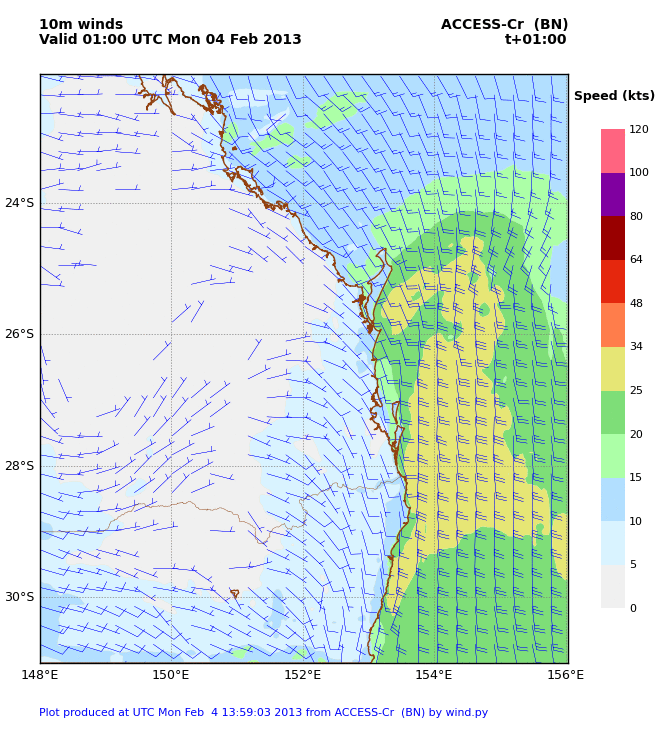 10m winds
ACCESS-Cr  (BN)
Valid 01:00 UTC Mon 04 Feb 2013
t+01:00
Speed (kts)
120
100
80
64
48
34
25
20
15
10
5
0
24°S
26°S
28°S
30°S
148°E
150°E
152°E
154°E
156°E
Plot produced at UTC Mon Feb  4 13:59:03 2013 from ACCESS-Cr  (BN) by wind.py